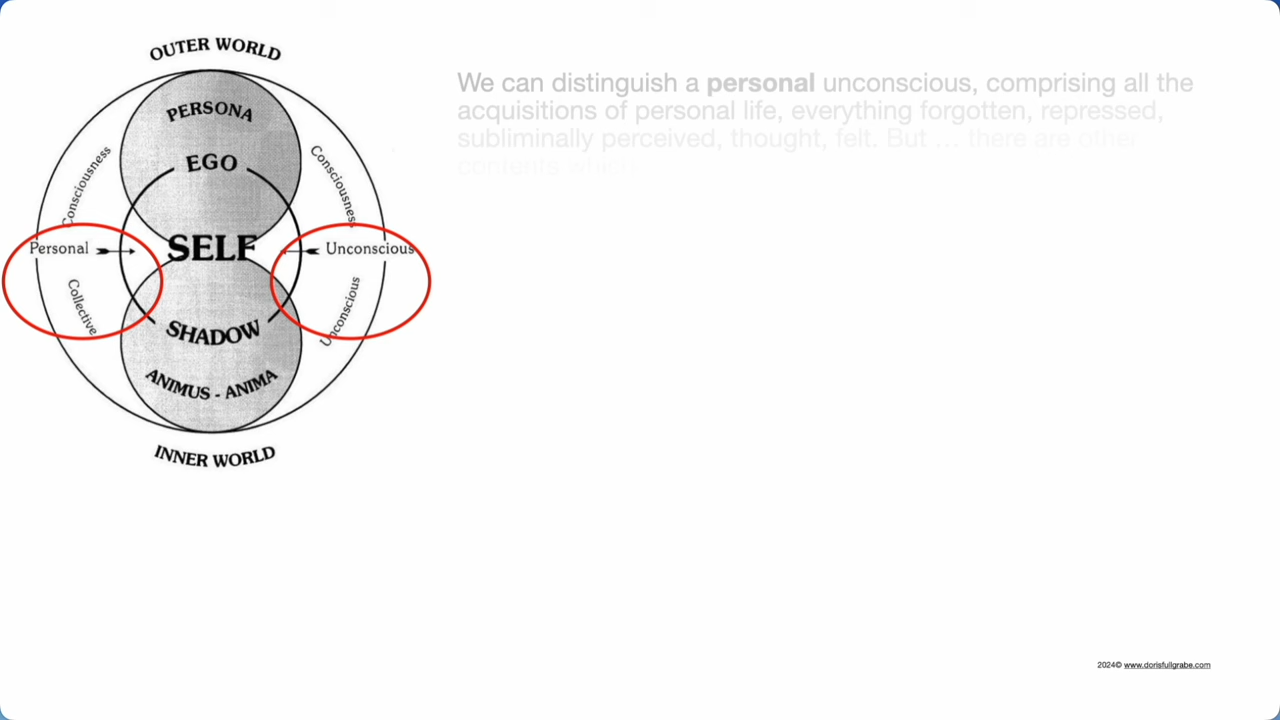 OUTER WORLD
PERSONA
EGO
Consciousness
Consciousness
Personal
SELF
Unconscious
Collective
Unconscious
SHADOW
ANIMUS - ANIMA
INNER WORLD
We can distinguish a personal unconscious, comprising all the
acquisitions of personal life, everything forgotten, repressed,
subliminally perceived, thought, felt. But … there are other
contents which
2024© www.dorisfullgrabe.com